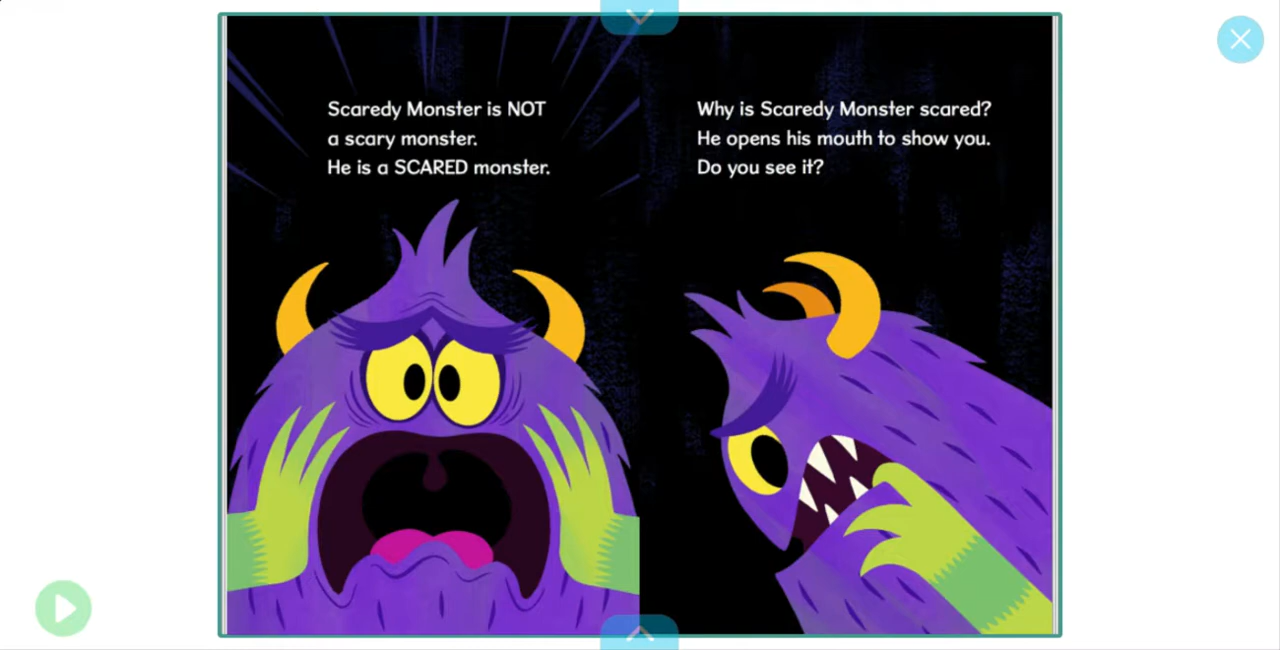 Scaredy Monster is NOT
a scary monster.
He is a SCARED monster.
Why is Scaredy Monster scared?
He opens his mouth to show you.
Do you see it?